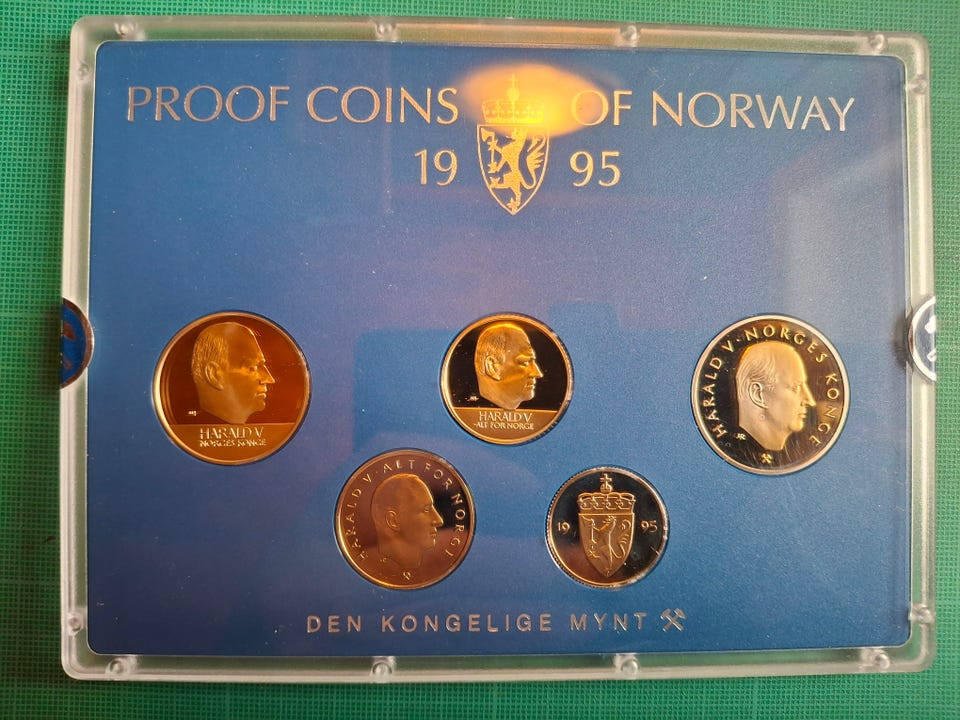 PROOF COINS OF NORWAY
19 95
HARALD V
NORGES KONGE
HARALD V
-ALT FOR NORGE
HARALD V · NORGES KONGE
HARALD V · ALT FOR NORGE
19 95
DEN KONGELIGE MYNT